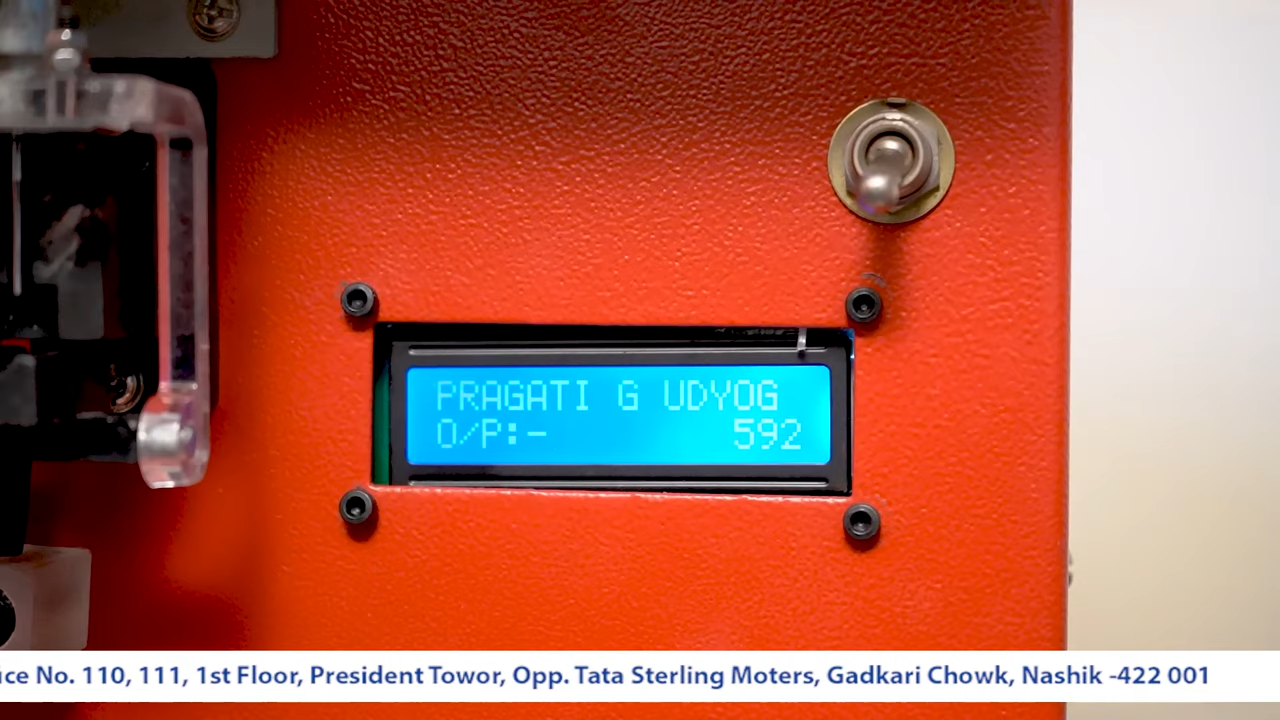 PRAGATI G UDYOG
O/P:- 592
No. 110, 111, 1st Floor, President Towor, Opp. Tata Sterling Moters, Gadkari Chowk, Nashik -422 001